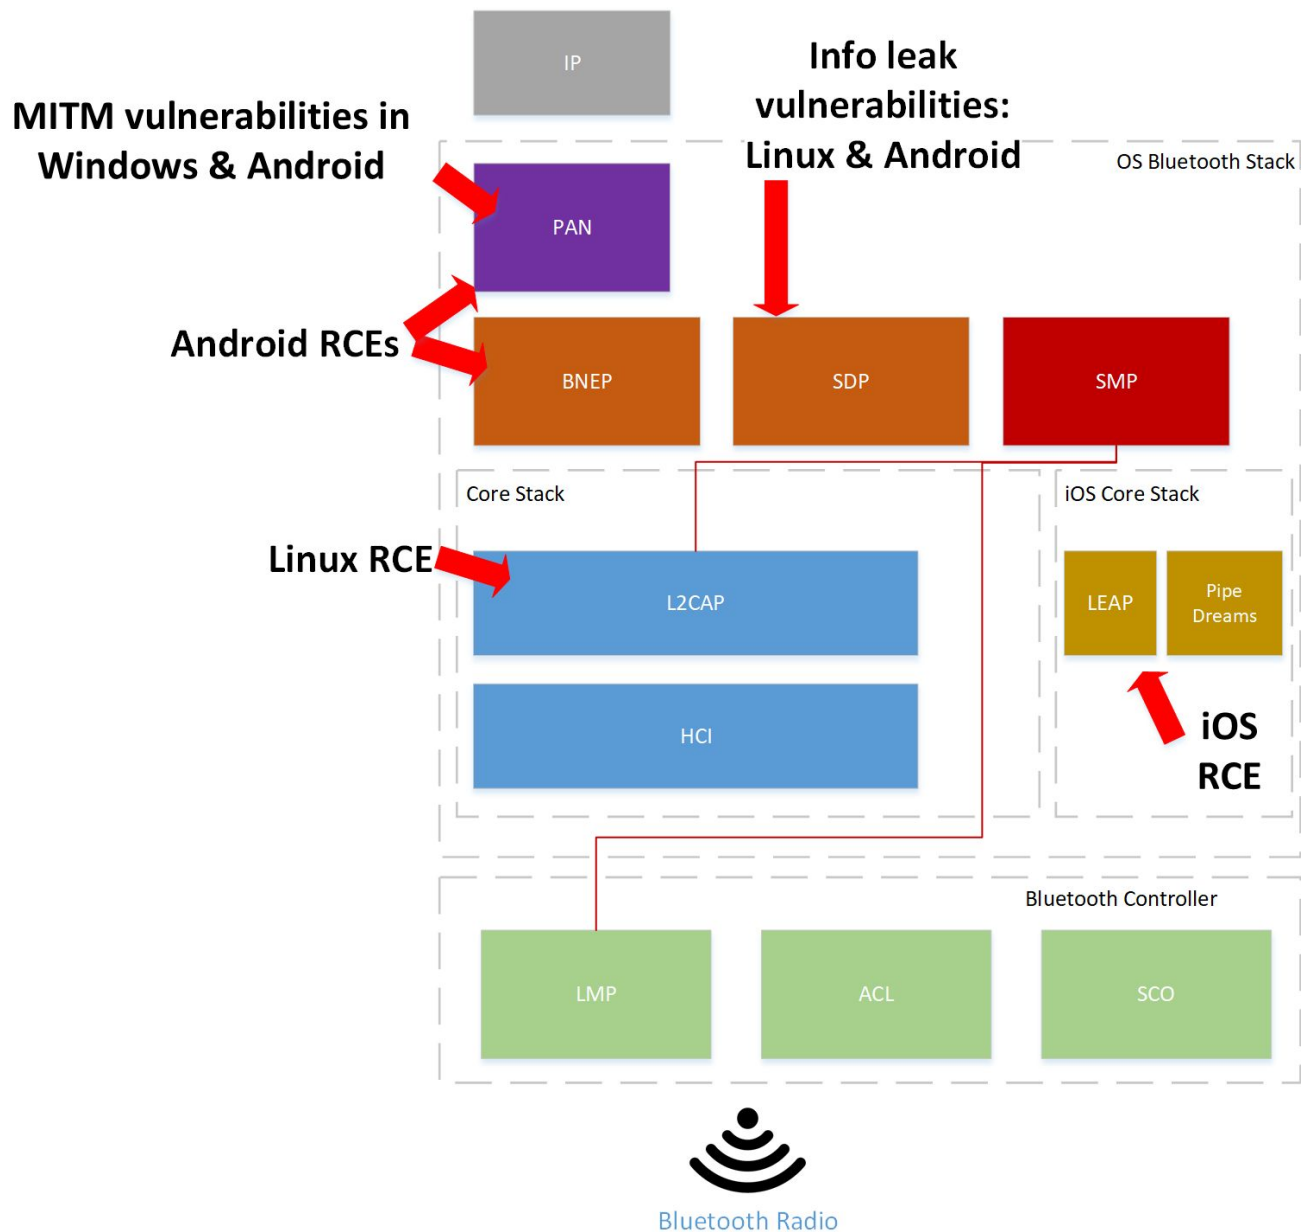 IP
MITM vulnerabilities in
Windows & Android
Info leak
vulnerabilities:
Linux & Android
OS Bluetooth Stack
PAN
Android RCEs
BNEP
SDP
SMP
Core Stack
iOS Core Stack
Linux RCE
L2CAP
LEAP
Pipe
Dreams
HCI
iOS
RCE
Bluetooth Controller
LMP
ACL
SCO
Bluetooth Radio